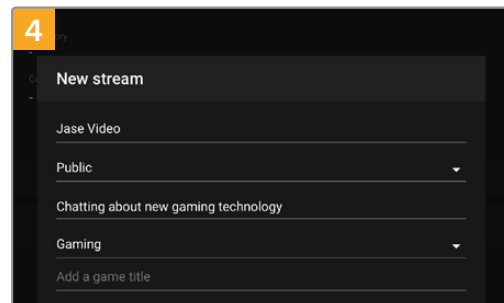 4
New stream
Jase Video
Public
Chatting about new gaming technology
Gaming
Add a game title